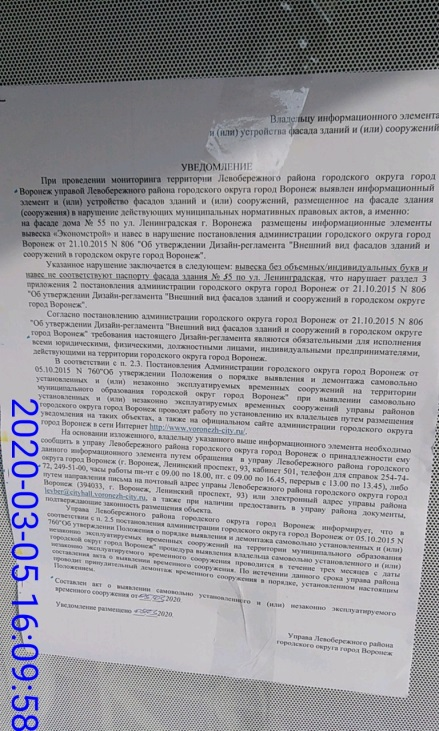 Владельцу информационного элемента
и (или) устройства фасада зданий и (или) сооружений
УВЕДОМЛЕНИЕ
При проведении мониторинга территории Левобережного района городского округа город
Воронеж управой Левобережного района городского округа город Воронеж выявлен информационный
элемент и (или) устройство фасадов зданий и (или) сооружений, размещенное на фасаде здания
(сооружения) в нарушение действующих муниципальных нормативных правовых актов, а именно:
на фасаде дома № 55 по ул. Ленинградская г. Воронежа размещены информационные элементы
вывеска «Экономстрой» и навес в нарушение постановления администрации городского округа город
Воронеж от 21.10.2015 N 806 "Об утверждении Дизайн-регламента "Внешний вид фасадов зданий и
сооружений в городском округе город Воронеж".
Указанное нарушение заключается в следующем: вывеска без объемных/индивидуальных букв и
навес не соответствуют паспорту фасада здания № 55 по ул. Ленинградская, что нарушает раздел 3
приложения 2 постановления администрации городского округа город Воронеж от 21.10.2015 N 806
"Об утверждении Дизайн-регламента "Внешний вид фасадов зданий и сооружений в городском округе
город Воронеж".
Согласно постановлению администрации городского округа город Воронеж от 21.10.2015 N 806
"Об утверждении Дизайн-регламента "Внешний вид фасадов зданий и сооружений в городском округе
город Воронеж" требования настоящего Дизайн-регламента являются обязательными для исполнения
всеми юридическими, физическими, должностными лицами, индивидуальными предпринимателями,
действующими на территории городского округа город Воронеж.
В соответствии с п. 2.3. Постановления Администрации городского округа город Воронеж от
05.10.2015 N 760"Об утверждении Положения о порядке выявления и демонтажа самовольно
установленных и (или) незаконно эксплуатируемых временных сооружений на территории
муниципального образования городской округ город Воронеж" при выявлении самовольно
установленных и (или) незаконно эксплуатируемых временных сооружений управы районов
городского округа город Воронеж проводят работу по установлению их владельцев путем размещения
уведомления на таких объектах, а также на официальном сайте администрации городского округа
город Воронеж в сети Интернет http://www.voronezh-city.ru/.
На основании изложенного, владельцу указанного выше информационного элемента необходимо
сообщить в управу Левобережного района городского округа город Воронеж о принадлежности ему
данного информационного элемента путем обращения в управу Левобережного района городского
округа город Воронеж (г. Воронеж, Ленинский проспект, 93, кабинет 501, телефон для справок 254-74-
72, 249-51-00, часы работы пн-чт с 09.00 по 18.00, пт. с 09.00 по 16.45, перерыв с 13.00 по 13.45), либо
путем направления письма на почтовый адрес управы Левобережного района городского округа город
Воронеж (394033, г. Воронеж, Ленинский проспект, 93) или электронный адрес управы района
levber@cityhall.voronezh-city.ru, а также при наличии предоставить в управу района документы,
подтверждающие законность размещения объекта.
Управа Левобережного района городского округа город Воронеж информирует, что в
соответствии с п. 2.5 постановления администрации городского округа город Воронеж от 05.10.2015 N
760"Об утверждении Положения о порядке выявления и демонтажа самовольно установленных и (или)
незаконно эксплуатируемых временных сооружений на территории муниципального образования
городской округ город Воронеж" процедура выявления владельца самовольно установленного и (или)
незаконно эксплуатируемого временного сооружения проводится в течение трех месяцев с даты
составления акта о выявлении временного сооружения. По истечении данного срока управа района
проводит принудительный демонтаж временного сооружения в порядке, установленном настоящим
Положением.
Составлен акт о выявлении самовольно установленного и (или) незаконно эксплуатируемого
временного сооружения от 2020.
Уведомление размещено 2020.
Управа Левобережного района
городского округа город Воронеж
2020-03-05 16:09:58